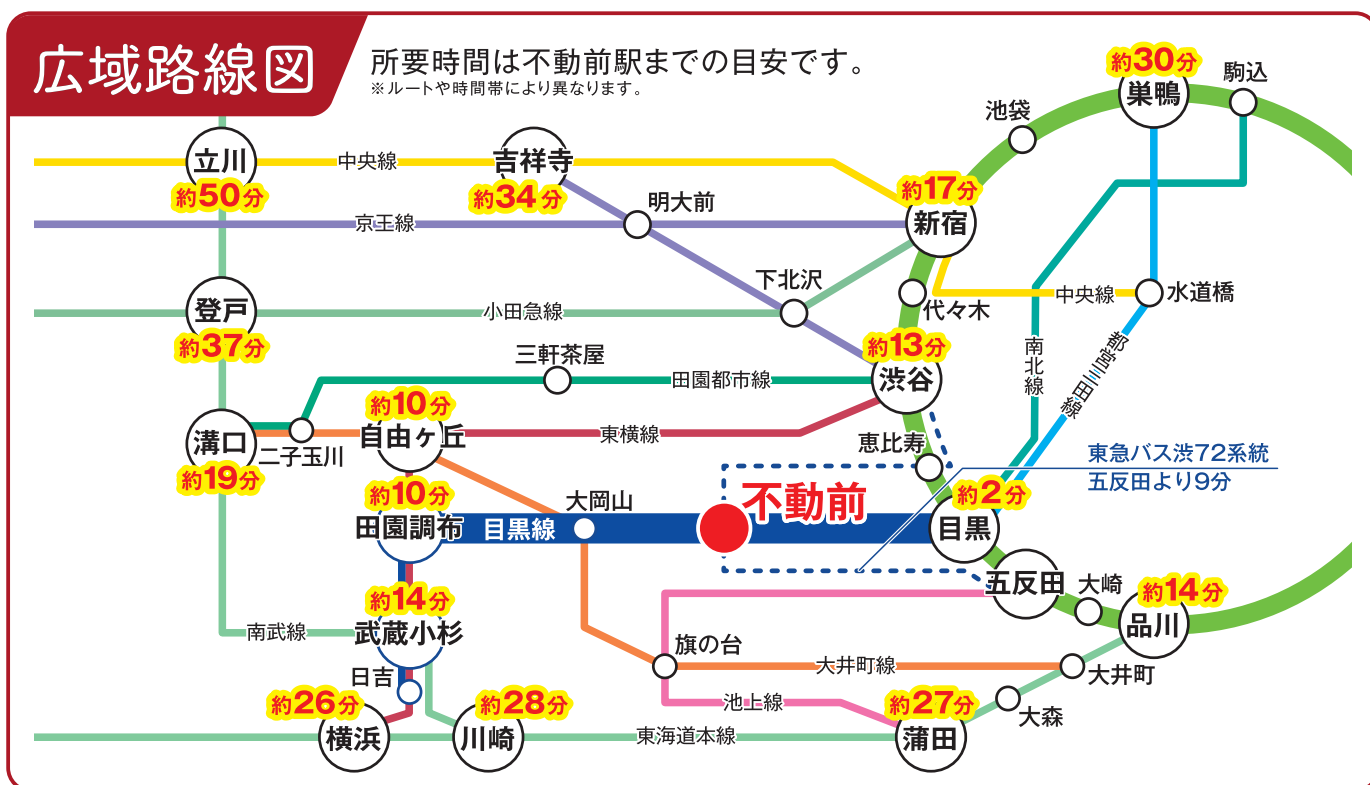 広域路線図
所要時間は不動前駅までの目安です。
※ルートや時間帯により異なります。
約30分
巣鴨
駒込
池袋
立川
約50分
中央線
吉祥寺
約34分
約17分
新宿
明大前
京王線
下北沢
代々木
中央線
水道橋
登戸
約37分
小田急線
約13分
渋谷
南北線
都営三田線
三軒茶屋
田園都市線
溝口
約19分
二子玉川
約10分
自由ヶ丘
東横線
恵比寿
東急バス渋72系統
五反田より9分
約10分
田園調布
目黒線
大岡山
不動前
約2分
目黒
五反田
大崎
約14分
品川
約14分
武蔵小杉
南武線
日吉
旗の台
大井町線
大井町
約26分
横浜
約28分
川崎
東海道本線
池上線
約27分
蒲田
大森